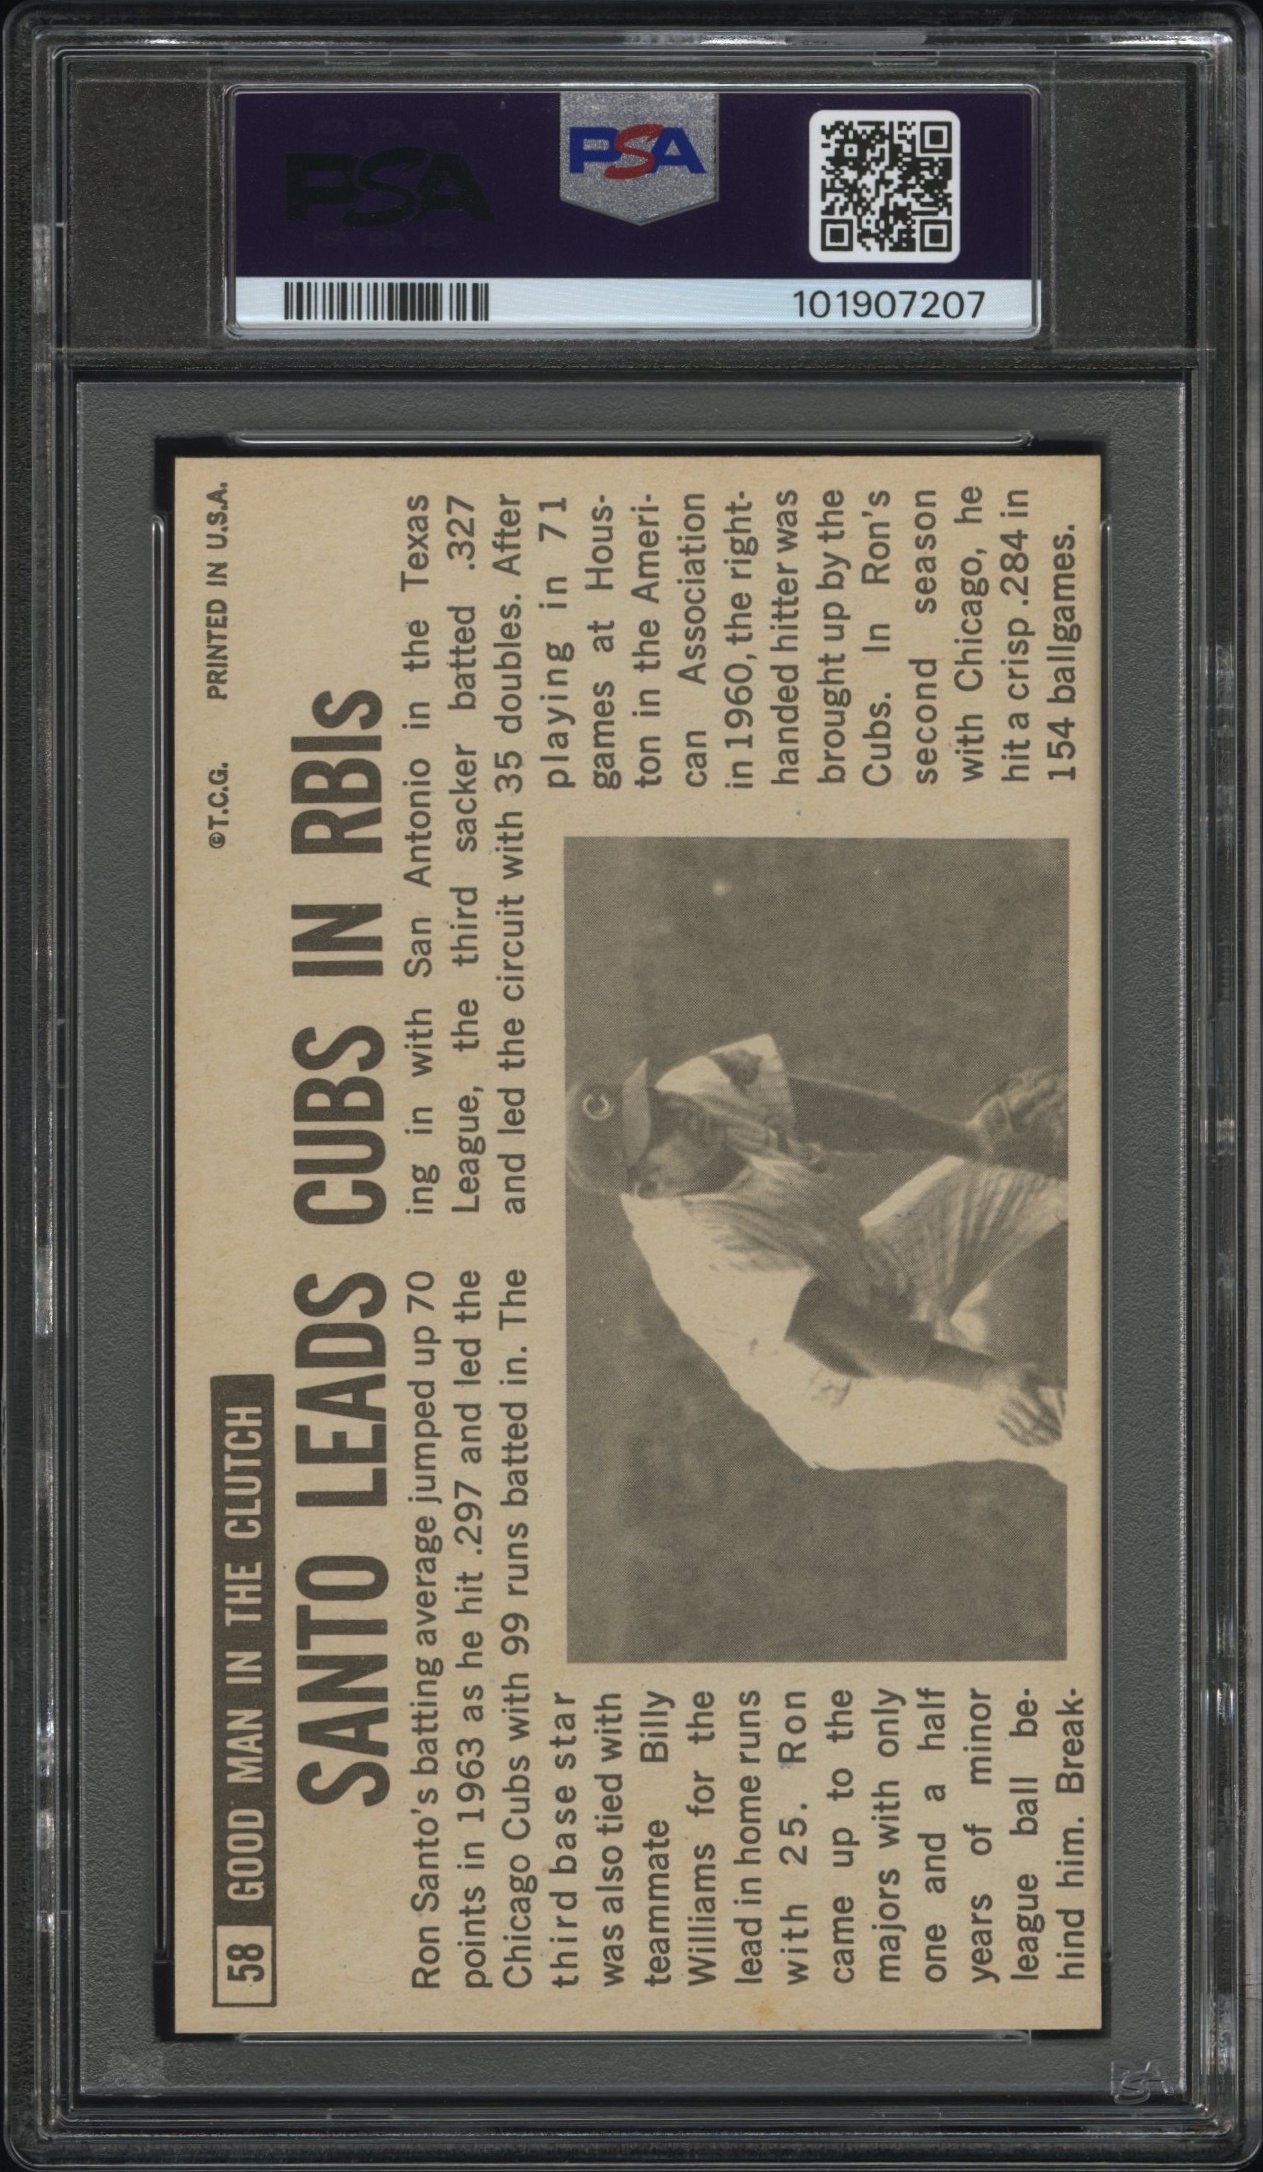 PSA
PSA
101907207
58 GOOD MAN IN THE CLUTCH
©T.C.G. PRINTED IN U.S.A.
SANTO LEADS CUBS IN RBIs
Ron Santo's batting average jumped up 70
points in 1963 as he hit .297 and led the
Chicago Cubs with 99 runs batted in. The
third base star
was also tied with
teammate Billy
Williams for the
lead in home runs
with 25. Ron
came up to the
majors with only
one and a half
years of minor
league ball be-
hind him. Break-
ing in with San Antonio in the Texas
League, the third sacker batted .327
and led the circuit with 35 doubles. After
playing in 71
games at Hous-
ton in the Ameri-
can Association
in 1960, the right-
handed hitter was
brought up by the
Cubs. In Ron's
second season
with Chicago, he
hit a crisp .284 in
154 ballgames.
C
PSA